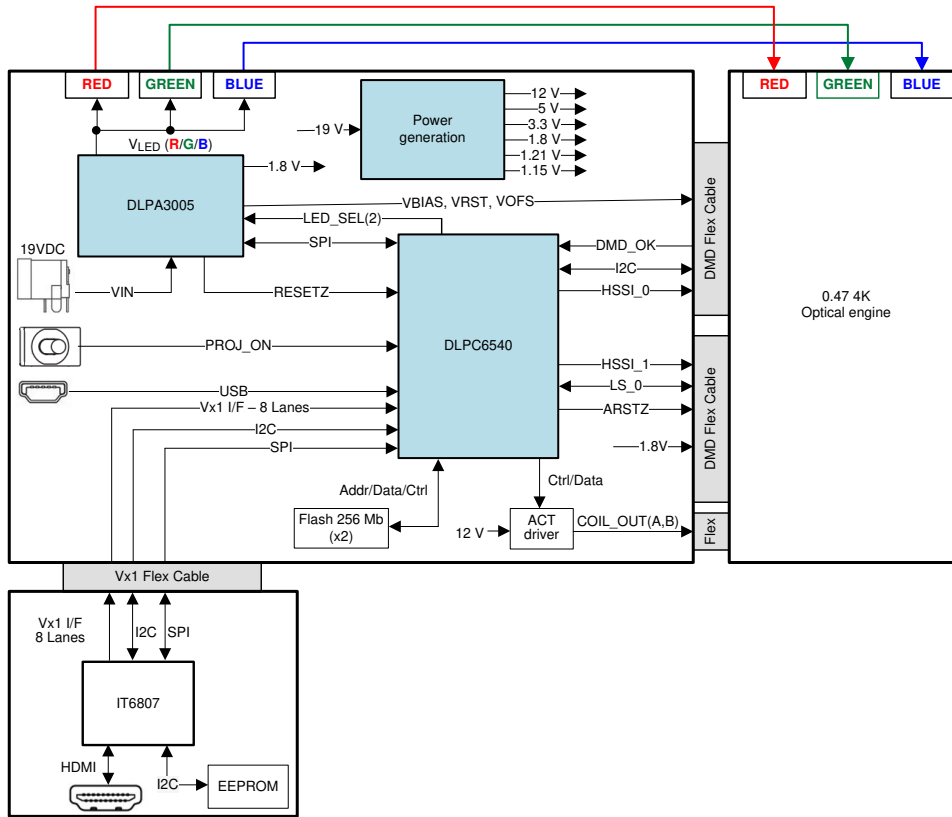 RED
GREEN
BLUE
RED
GREEN
BLUE
VLED (R/G/B)
DLPA3005
1.8 V
19 V
Power
generation
12 V
5 V
3.3 V
1.8 V
1.21 V
1.15 V
VBIAS, VRST, VOFS
LED_SEL(2)
SPI
19VDC
VIN
RESETZ
PROJ_ON
USB
Vx1 I/F – 8 Lanes
I2C
SPI
DLPC6540
DMD_OK
I2C
HSSI_0
HSSI_1
LS_0
ARSTZ
1.8V
DMD Flex Cable
DMD Flex Cable
Flex
0.47 4K
Optical engine
Addr/Data/Ctrl
Flash 256 Mb
(x2)
Ctrl/Data
12 V
ACT
driver
COIL_OUT(A,B)
Vx1 Flex Cable
Vx1 I/F
8 Lanes
I2C
SPI
IT6807
HDMI
I2C
EEPROM